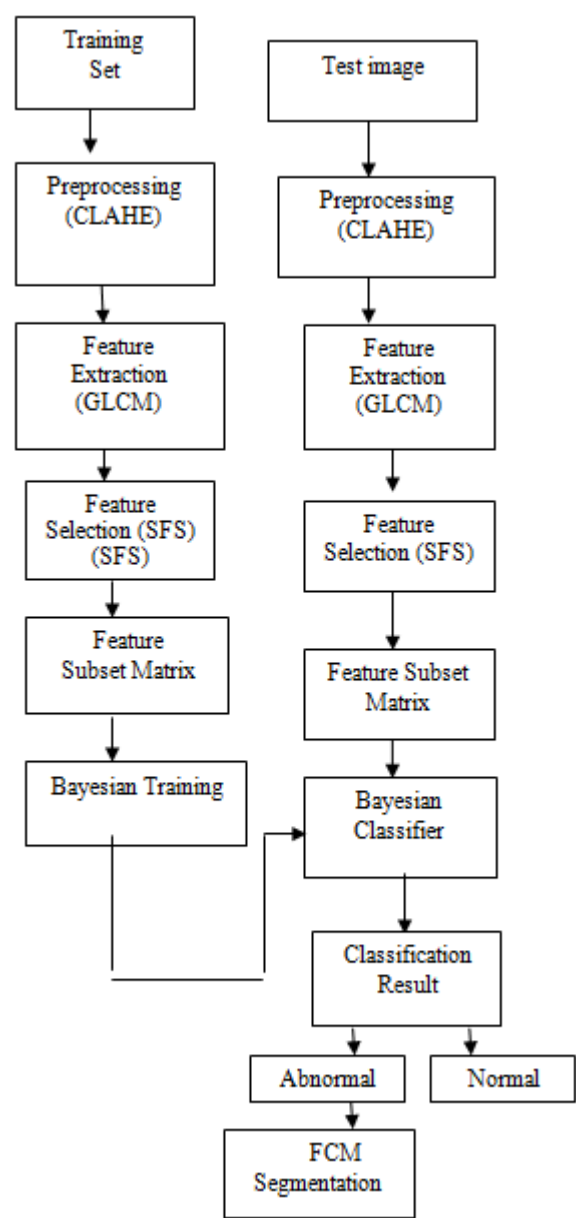 Training
Set
Preprocessing
(CLAHE)
Feature
Extraction
(GLCM)
Feature
Selection (SFS)
(SFS)
Feature
Subset Matrix
Bayesian Training
Test image
Preprocessing
(CLAHE)
Feature
Extraction
(GLCM)
Feature
Selection (SFS)
Feature Subset
Matrix
Bayesian
Classifier
Classification
Result
Abnormal
Normal
FCM
Segmentation